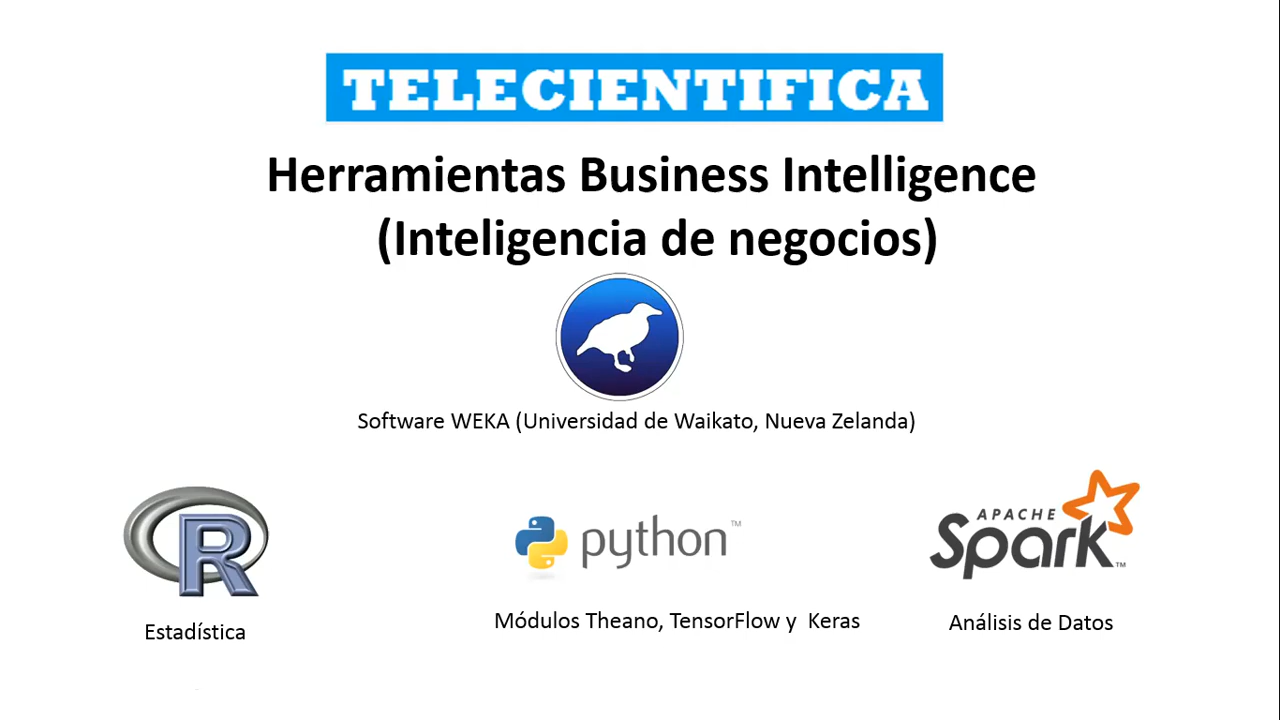 TELECIENTIFICA
Herramientas Business Intelligence
(Inteligencia de negocios)
Software WEKA (Universidad de Waikato, Nueva Zelanda)
R
python™
APACHE
Spark™
Estadística
Módulos Theano, TensorFlow y Keras
Análisis de Datos